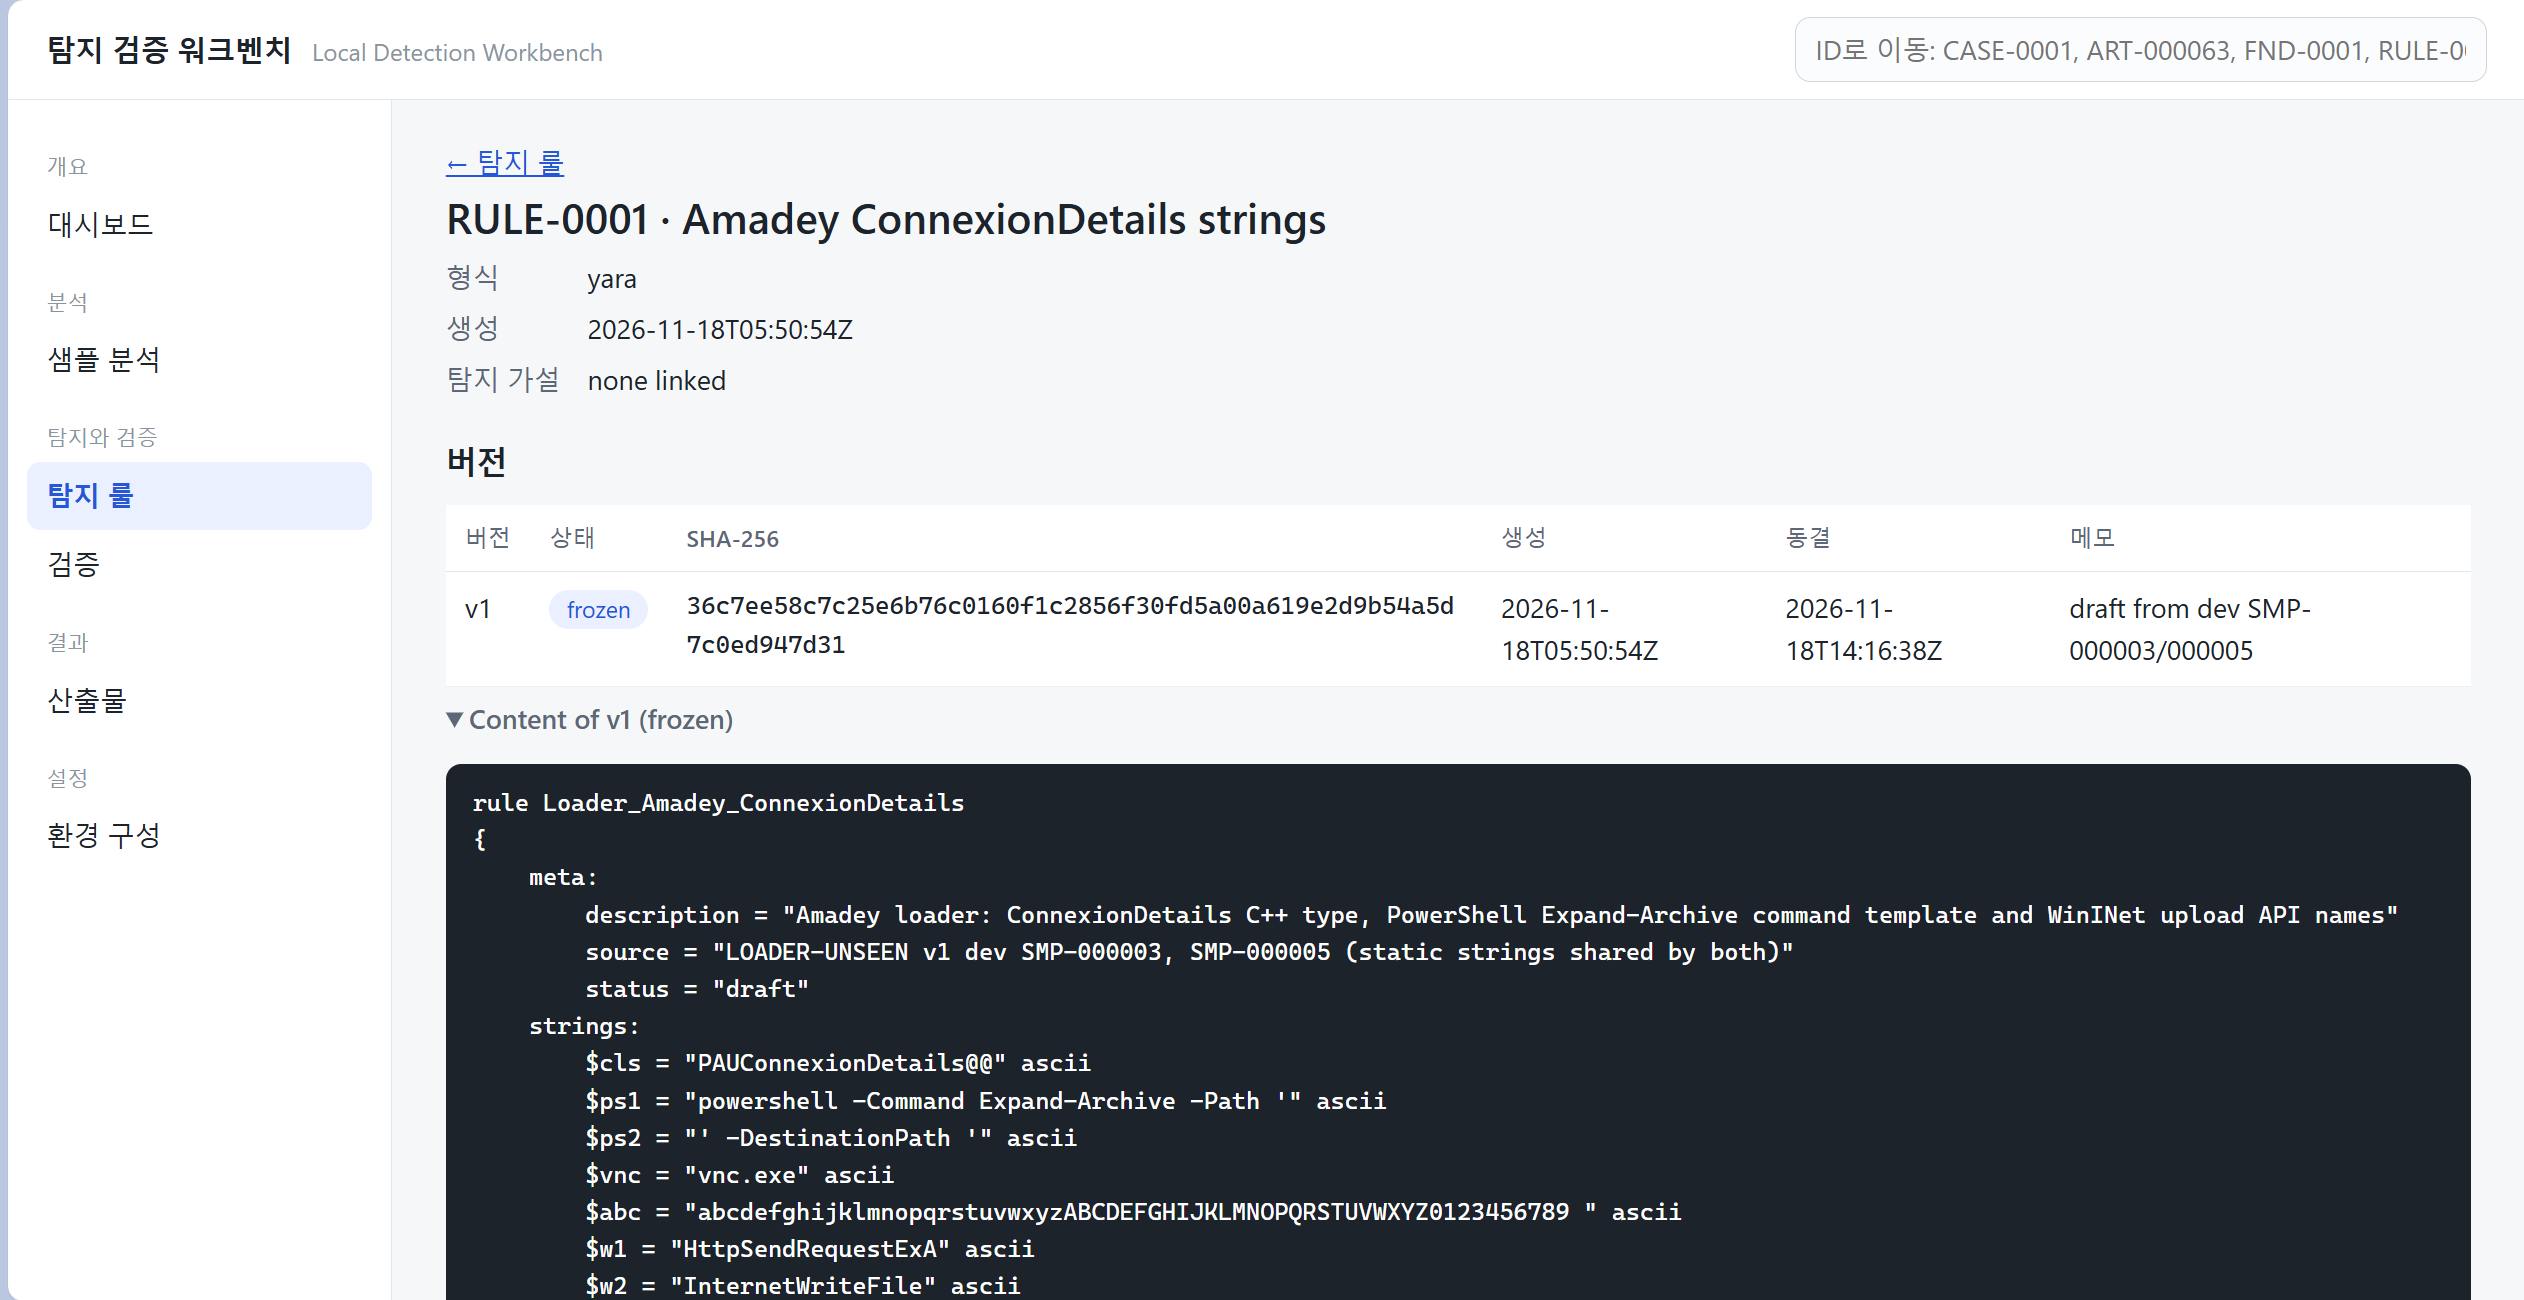 탐지 검증 워크벤치 Local Detection Workbench
ID로 이동: CASE-0001, ART-000063, FND-0001, RULE-00
개요
대시보드
분석
샘플 분석
탐지와 검증
탐지 룰
검증
결과
산출물
설정
환경 구성
← 탐지 룰
RULE-0001 · Amadey ConnexionDetails strings
형식 yara
생성 2026-11-18T05:50:54Z
탐지 가설 none linked
버전
버전 상태 SHA-256 생성 동결 메모
v1 frozen 36c7ee58c7c25e6b76c0160f1c2856f30fd5a00a619e2d9b54a5d 2026-11- 2026-11- draft from dev SMP-
7c0ed947d31 18T05:50:54Z 18T14:16:38Z 000003/000005
▼ Content of v1 (frozen)
rule Loader_Amadey_ConnexionDetails
{
meta:
description = "Amadey loader: ConnexionDetails C++ type, PowerShell Expand-Archive command template and WinINet upload API names"
source = "LOADER-UNSEEN v1 dev SMP-000003, SMP-000005 (static strings shared by both)"
status = "draft"
strings:
$cls = "PAUConnexionDetails@@" ascii
$ps1 = "powershell -Command Expand-Archive -Path '" ascii
$ps2 = "' -DestinationPath '" ascii
$vnc = "vnc.exe" ascii
$abc = "abcdefghijklmnopqrstuvwxyzABCDEFGHIJKLMNOPQRSTUVWXYZ0123456789 " ascii
$w1 = "HttpSendRequestExA" ascii
$w2 = "InternetWriteFile" ascii